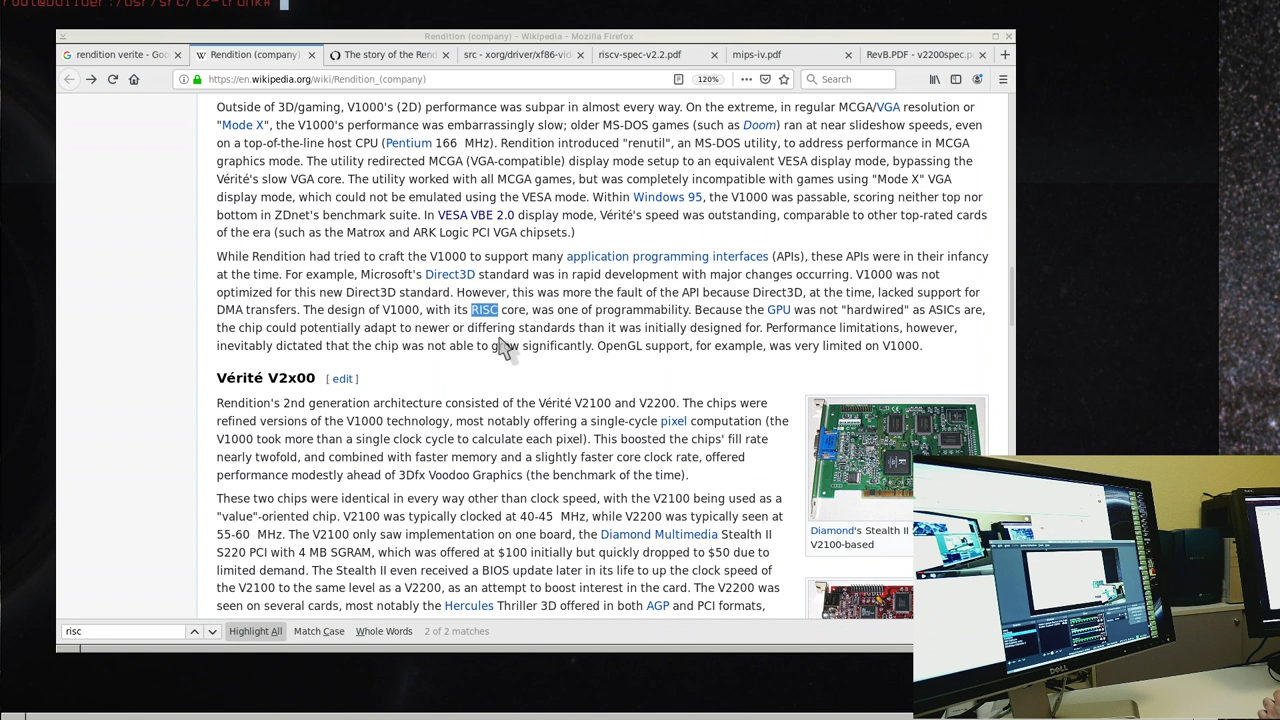 root@builder:/usr/src/t2-trunk#
Rendition (company) - Wikipedia - Mozilla Firefox
rendition verite - Goo
Rendition (company)
The story of the Rend
src - xorg/driver/xf86-vid
riscv-spec-v2.2.pdf
mips-iv.pdf
RevB.PDF - v2200spec.p
https://en.wikipedia.org/wiki/Rendition_(company)
120%
Search
Outside of 3D/gaming, V1000's (2D) performance was subpar in almost every way. On the extreme, in regular MCGA/VGA resolution or
"Mode X", the V1000's performance was embarrassingly slow; older MS-DOS games (such as Doom) ran at near slideshow speeds, even
on a top-of-the-line host CPU (Pentium 166 MHz). Rendition introduced "renutil", an MS-DOS utility, to address performance in MCGA
graphics mode. The utility redirected MCGA (VGA-compatible) display mode setup to an equivalent VESA display mode, bypassing the
Vérité's slow VGA core. The utility worked with all MCGA games, but was completely incompatible with games using "Mode X" VGA
display mode, which could not be emulated using the VESA mode. Within Windows 95, the V1000 was passable, scoring neither top nor
bottom in ZDnet's benchmark suite. In VESA VBE 2.0 display mode, Vérité's speed was outstanding, comparable to other top-rated cards
of the era (such as the Matrox and ARK Logic PCI VGA chipsets.)
While Rendition had tried to craft the V1000 to support many application programming interfaces (APIs), these APIs were in their infancy
at the time. For example, Microsoft's Direct3D standard was in rapid development with major changes occurring. V1000 was not
optimized for this new Direct3D standard. However, this was more the fault of the API because Direct3D, at the time, lacked support for
DMA transfers. The design of V1000, with its RISC core, was one of programmability. Because the GPU was not "hardwired" as ASICs are,
the chip could potentially adapt to newer or differing standards than it was initially designed for. Performance limitations, however,
inevitably dictated that the chip was not able to grow significantly. OpenGL support, for example, was very limited on V1000.
Vérité V2x00 [ edit ]
Rendition's 2nd generation architecture consisted of the Vérité V2100 and V2200. The chips were
refined versions of the V1000 technology, most notably offering a single-cycle pixel computation (the
V1000 took more than a single clock cycle to calculate each pixel). This boosted the chips' fill rate
nearly twofold, and combined with faster memory and a slightly faster core clock rate, offered
performance modestly ahead of 3Dfx Voodoo Graphics (the benchmark of the time).
These two chips were identical in every way other than clock speed, with the V2100 being used as a
"value"-oriented chip. V2100 was typically clocked at 40-45 MHz, while V2200 was typically seen at
55-60 MHz. The V2100 only saw implementation on one board, the Diamond Multimedia Stealth II
S220 PCI with 4 MB SGRAM, which was offered at $100 initially but quickly dropped to $50 due to
limited demand. The Stealth II even received a BIOS update later in its life to up the clock speed of
the V2100 to the same level as a V2200, as an attempt to boost interest in the card. The V2200 was
seen on several cards, most notably the Hercules Thriller 3D offered in both AGP and PCI formats,
Diamond's Stealth II
V2100-based
risc
Highlight All
Match Case
Whole Words
2 of 2 matches
DELL